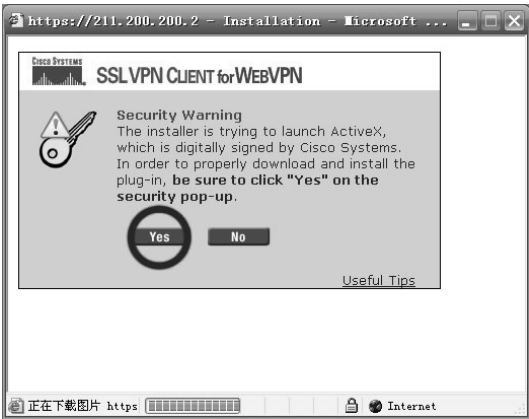 https://211.200.200.2 - Installation - Microsoft ...
CISCO SYSTEMS
SSL VPN CLIENT for WEBVPN
Security Warning
The installer is trying to launch ActiveX,
which is digitally signed by Cisco Systems.
In order to properly download and install the
plug-in, be sure to click "Yes" on the
security pop-up.
Yes No
Useful Tips
正在下载图片 https Internet